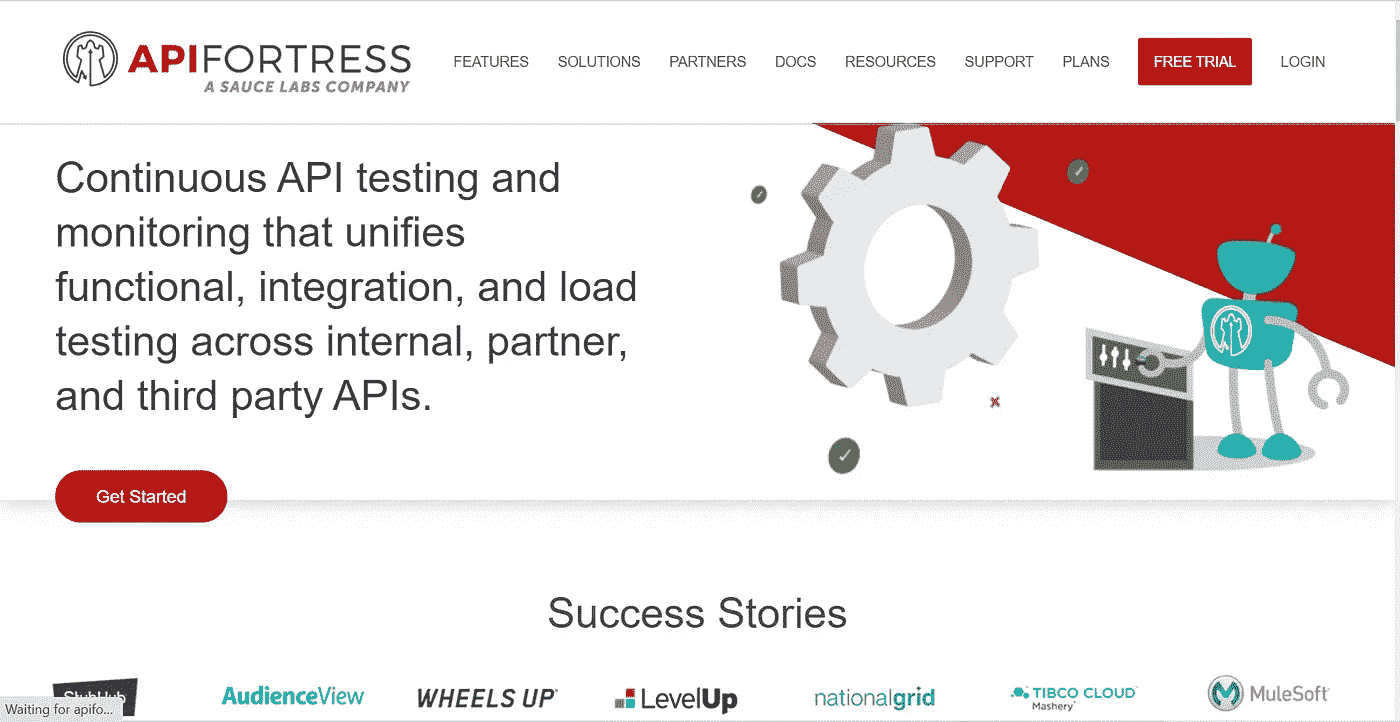 APIFORTRESS
A SAUCE LABS COMPANY
FEATURES SOLUTIONS PARTNERS DOCS RESOURCES SUPPORT PLANS FREE TRIAL LOGIN
Continuous API testing and
monitoring that unifies
functional, integration, and load
testing across internal, partner,
and third party APIs.
Get Started
Success Stories
StubHub AudienceView WHEELS UP LevelUp nationalgrid TIBCO CLOUD MuleSoft
Mashery
Waiting for apifo...